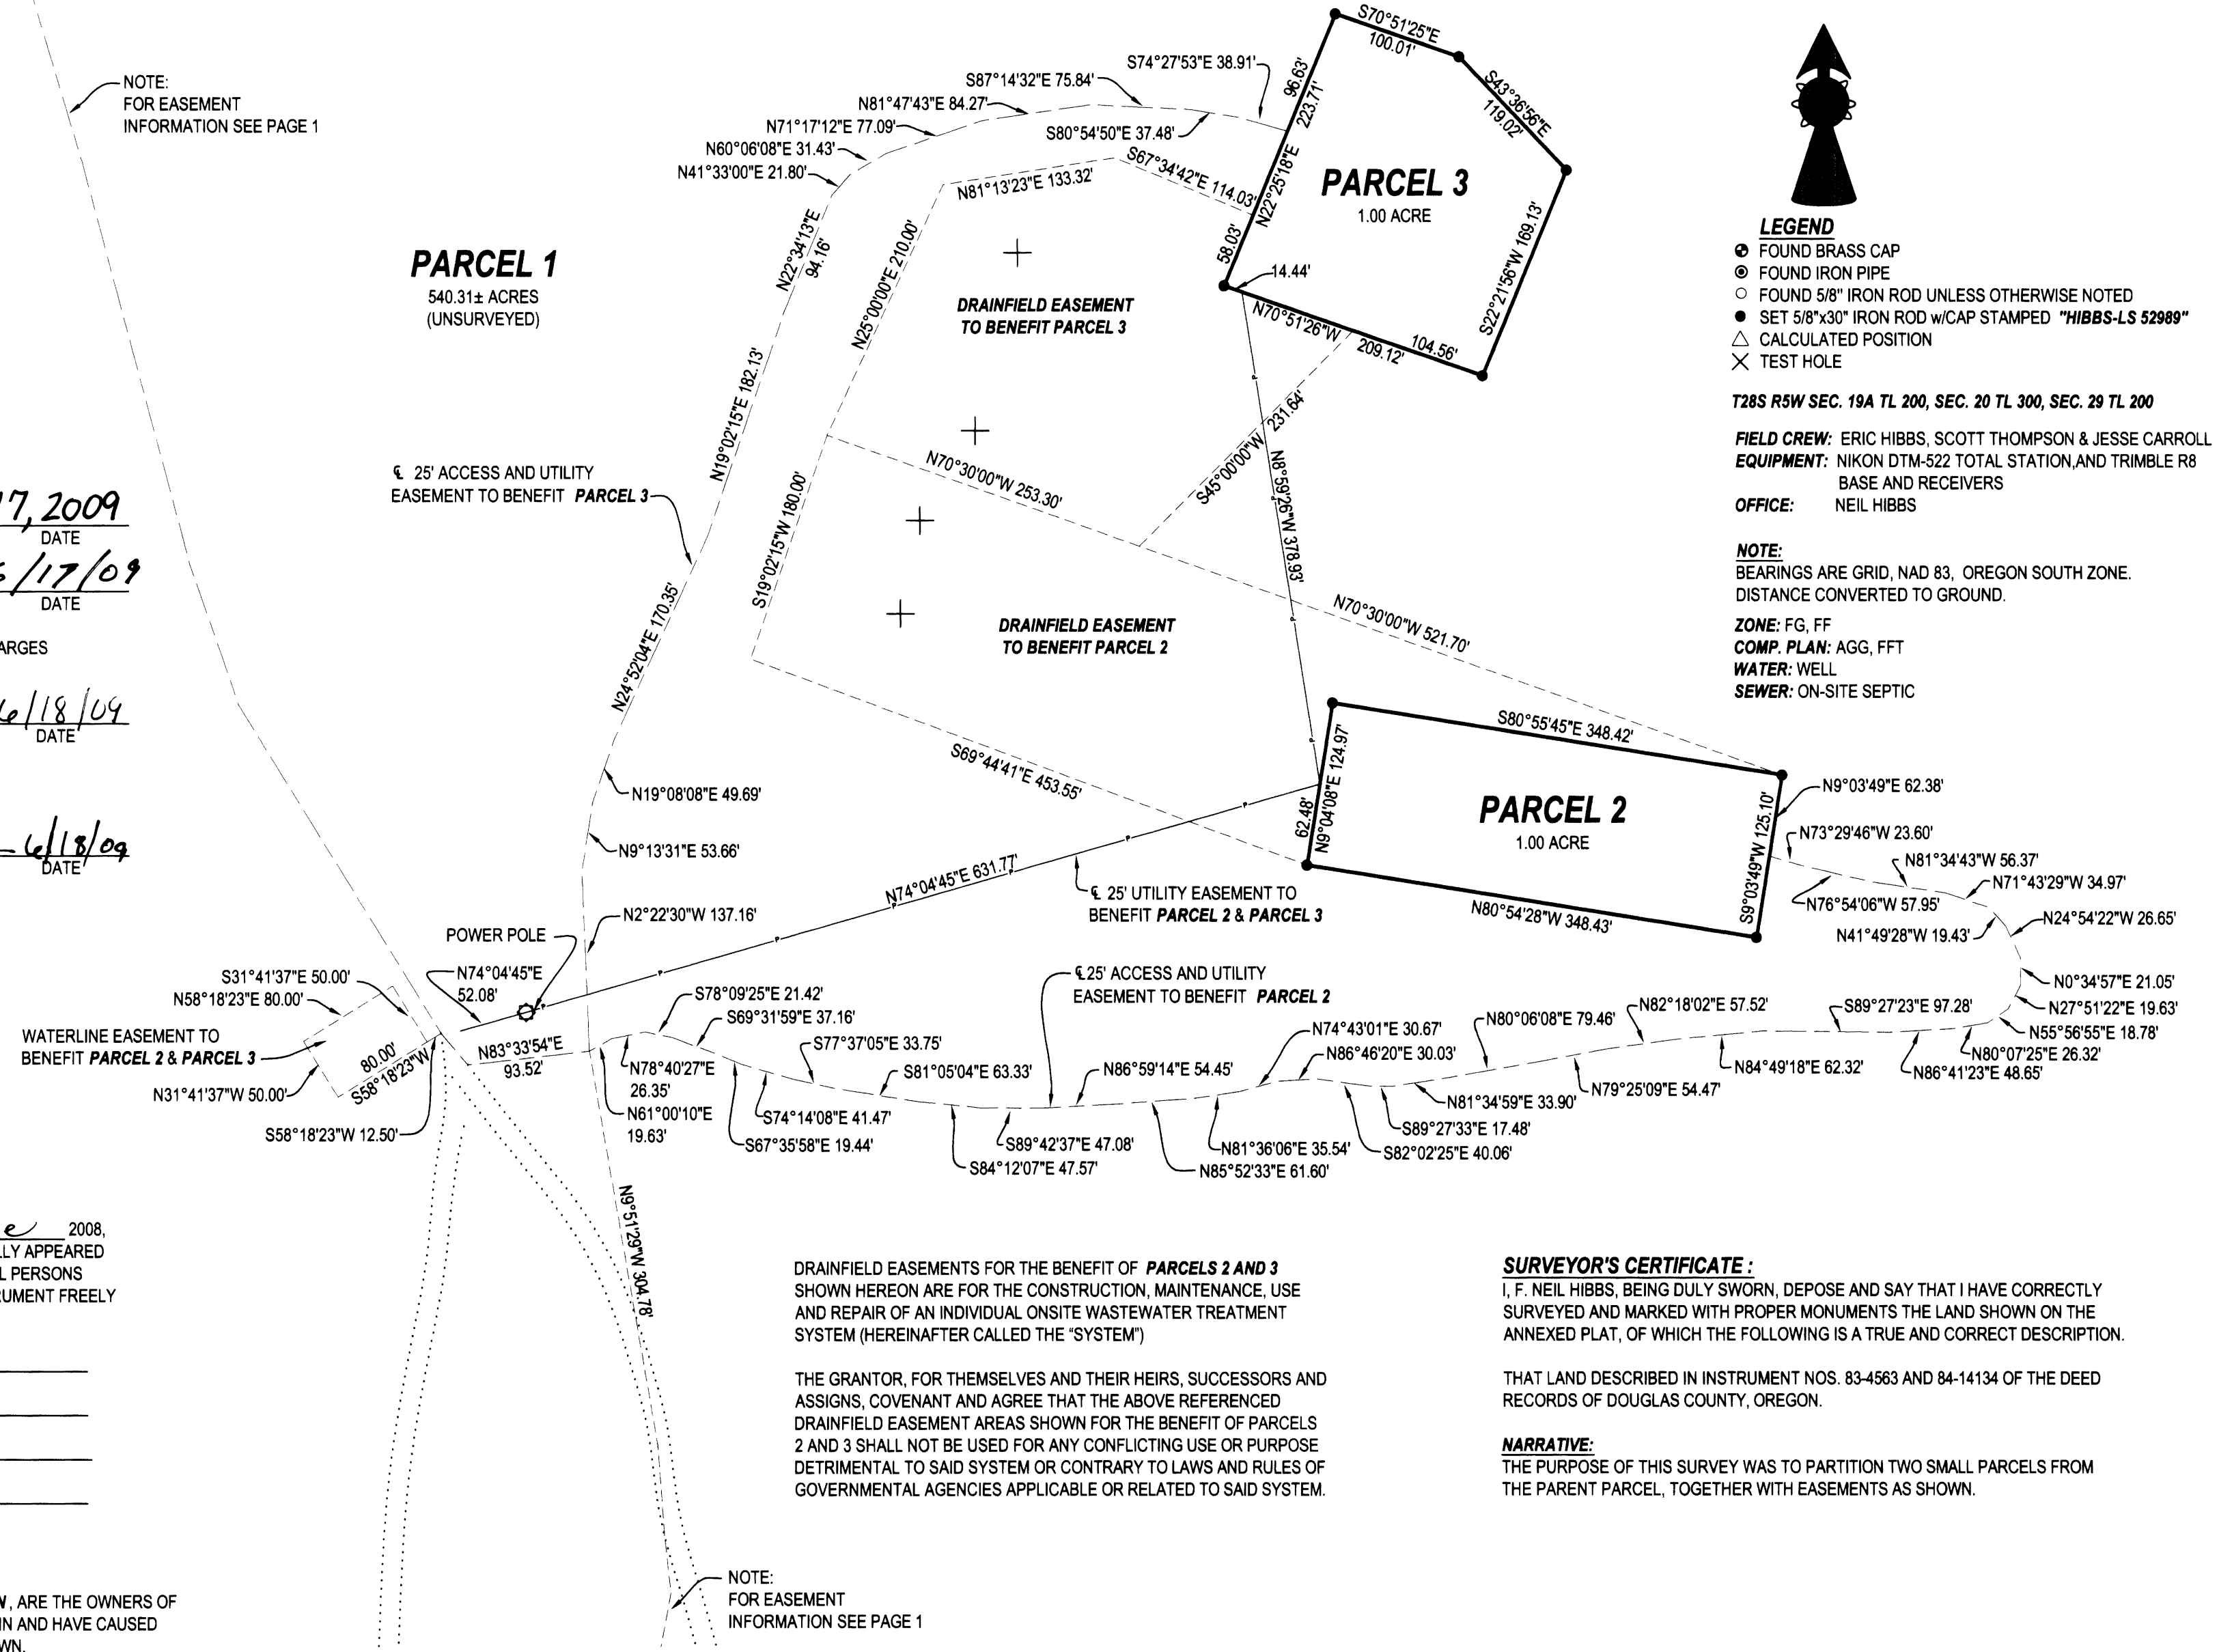 NOTE:
FOR EASEMENT
INFORMATION SEE PAGE 1
PARCEL 1
540.31± ACRES
(UNSURVEYED)
S70°51'25"E
100.01'
S43°36'56"E
119.02'
96.63'
223.71'
N22°25'18"E
58.03'
PARCEL 3
1.00 ACRE
S22°21'56"W 169.13'
14.44'
N70°51'26"W
209.12'
104.56'
S74°27'53"E 38.91'
S87°14'32"E 75.84'
N81°47'43"E 84.27'
S80°54'50"E 37.48'
N71°17'12"E 77.09'
N60°06'08"E 31.43'
N41°33'00"E 21.80'
S67°34'42"E 114.03'
N81°13'23"E 133.32'
N22°34'13"E
94.16'
N25°00'00"E 210.00'
DRAINFIELD EASEMENT
TO BENEFIT PARCEL 3
N19°02'15"E 182.13'
℄ 25' ACCESS AND UTILITY
EASEMENT TO BENEFIT PARCEL 3
N70°30'00"W 253.30'
S45°00'00"W 231.64'
N8°59'26"W 378.93'
S19°02'15"W 180.00'
N24°52'04"E 170.35'
DRAINFIELD EASEMENT
TO BENEFIT PARCEL 2
N70°30'00"W 521.70'
S69°44'41"E 453.55'
N19°08'08"E 49.69'
N9°13'31"E 53.66'
N2°22'30"W 137.16'
S80°55'45"E 348.42'
N9°04'08"E 124.97'
62.48'
PARCEL 2
1.00 ACRE
S9°03'49"W 125.10'
N80°54'28"W 348.43'
N9°03'49"E 62.38'
N73°29'46"W 23.60'
N81°34'43"W 56.37'
N71°43'29"W 34.97'
N76°54'06"W 57.95'
N24°54'22"W 26.65'
N41°49'28"W 19.43'
N0°34'57"E 21.05'
N27°51'22"E 19.63'
N55°56'55"E 18.78'
N80°07'25"E 26.32'
N86°41'23"E 48.65'
S89°27'23"E 97.28'
N84°49'18"E 62.32'
N82°18'02"E 57.52'
N79°25'09"E 54.47'
N80°06'08"E 79.46'
N81°34'59"E 33.90'
S89°27'33"E 17.48'
S82°02'25"E 40.06'
N86°46'20"E 30.03'
N74°43'01"E 30.67'
N81°36'06"E 35.54'
N85°52'33"E 61.60'
N86°59'14"E 54.45'
S89°42'37"E 47.08'
S84°12'07"E 47.57'
S81°05'04"E 63.33'
S77°37'05"E 33.75'
S74°14'08"E 41.47'
S67°35'58"E 19.44'
S69°31'59"E 37.16'
S78°09'25"E 21.42'
N78°40'27"E
26.35'
N61°00'10"E
19.63'
N83°33'54"E
93.52'
N74°04'45"E 631.77'
℄ 25' UTILITY EASEMENT TO
BENEFIT PARCEL 2 & PARCEL 3
℄ 25' ACCESS AND UTILITY
EASEMENT TO BENEFIT PARCEL 2
POWER POLE
N74°04'45"E
52.08'
S31°41'37"E 50.00'
N58°18'23"E 80.00'
WATERLINE EASEMENT TO
BENEFIT PARCEL 2 & PARCEL 3
80.00'
S58°18'23"W
N31°41'37"W 50.00'
S58°18'23"W 12.50'
N9°51'29"W 304.78'
P P P P P P P P P P P
NOTE:
FOR EASEMENT
INFORMATION SEE PAGE 1
17, 2009
DATE
6/17/09
DATE
ARGES
6/18/09
DATE
6/18/09
DATE
2008,
LLY APPEARED
L PERSONS
RUMENT FREELY
, ARE THE OWNERS OF
IN AND HAVE CAUSED
WN.
LEGEND
FOUND BRASS CAP
FOUND IRON PIPE
FOUND 5/8" IRON ROD UNLESS OTHERWISE NOTED
SET 5/8"x30" IRON ROD w/CAP STAMPED "HIBBS-LS 52989"
CALCULATED POSITION
TEST HOLE
T28S R5W SEC. 19A TL 200, SEC. 20 TL 300, SEC. 29 TL 200
FIELD CREW: ERIC HIBBS, SCOTT THOMPSON & JESSE CARROLL
EQUIPMENT: NIKON DTM-522 TOTAL STATION,AND TRIMBLE R8
BASE AND RECEIVERS
OFFICE: NEIL HIBBS
NOTE:
BEARINGS ARE GRID, NAD 83, OREGON SOUTH ZONE.
DISTANCE CONVERTED TO GROUND.
ZONE: FG, FF
COMP. PLAN: AGG, FFT
WATER: WELL
SEWER: ON-SITE SEPTIC
DRAINFIELD EASEMENTS FOR THE BENEFIT OF PARCELS 2 AND 3
SHOWN HEREON ARE FOR THE CONSTRUCTION, MAINTENANCE, USE
AND REPAIR OF AN INDIVIDUAL ONSITE WASTEWATER TREATMENT
SYSTEM (HEREINAFTER CALLED THE "SYSTEM")
THE GRANTOR, FOR THEMSELVES AND THEIR HEIRS, SUCCESSORS AND
ASSIGNS, COVENANT AND AGREE THAT THE ABOVE REFERENCED
DRAINFIELD EASEMENT AREAS SHOWN FOR THE BENEFIT OF PARCELS
2 AND 3 SHALL NOT BE USED FOR ANY CONFLICTING USE OR PURPOSE
DETRIMENTAL TO SAID SYSTEM OR CONTRARY TO LAWS AND RULES OF
GOVERNMENTAL AGENCIES APPLICABLE OR RELATED TO SAID SYSTEM.
SURVEYOR'S CERTIFICATE :
I, F. NEIL HIBBS, BEING DULY SWORN, DEPOSE AND SAY THAT I HAVE CORRECTLY
SURVEYED AND MARKED WITH PROPER MONUMENTS THE LAND SHOWN ON THE
ANNEXED PLAT, OF WHICH THE FOLLOWING IS A TRUE AND CORRECT DESCRIPTION.
THAT LAND DESCRIBED IN INSTRUMENT NOS. 83-4563 AND 84-14134 OF THE DEED
RECORDS OF DOUGLAS COUNTY, OREGON.
NARRATIVE:
THE PURPOSE OF THIS SURVEY WAS TO PARTITION TWO SMALL PARCELS FROM
THE PARENT PARCEL, TOGETHER WITH EASEMENTS AS SHOWN.